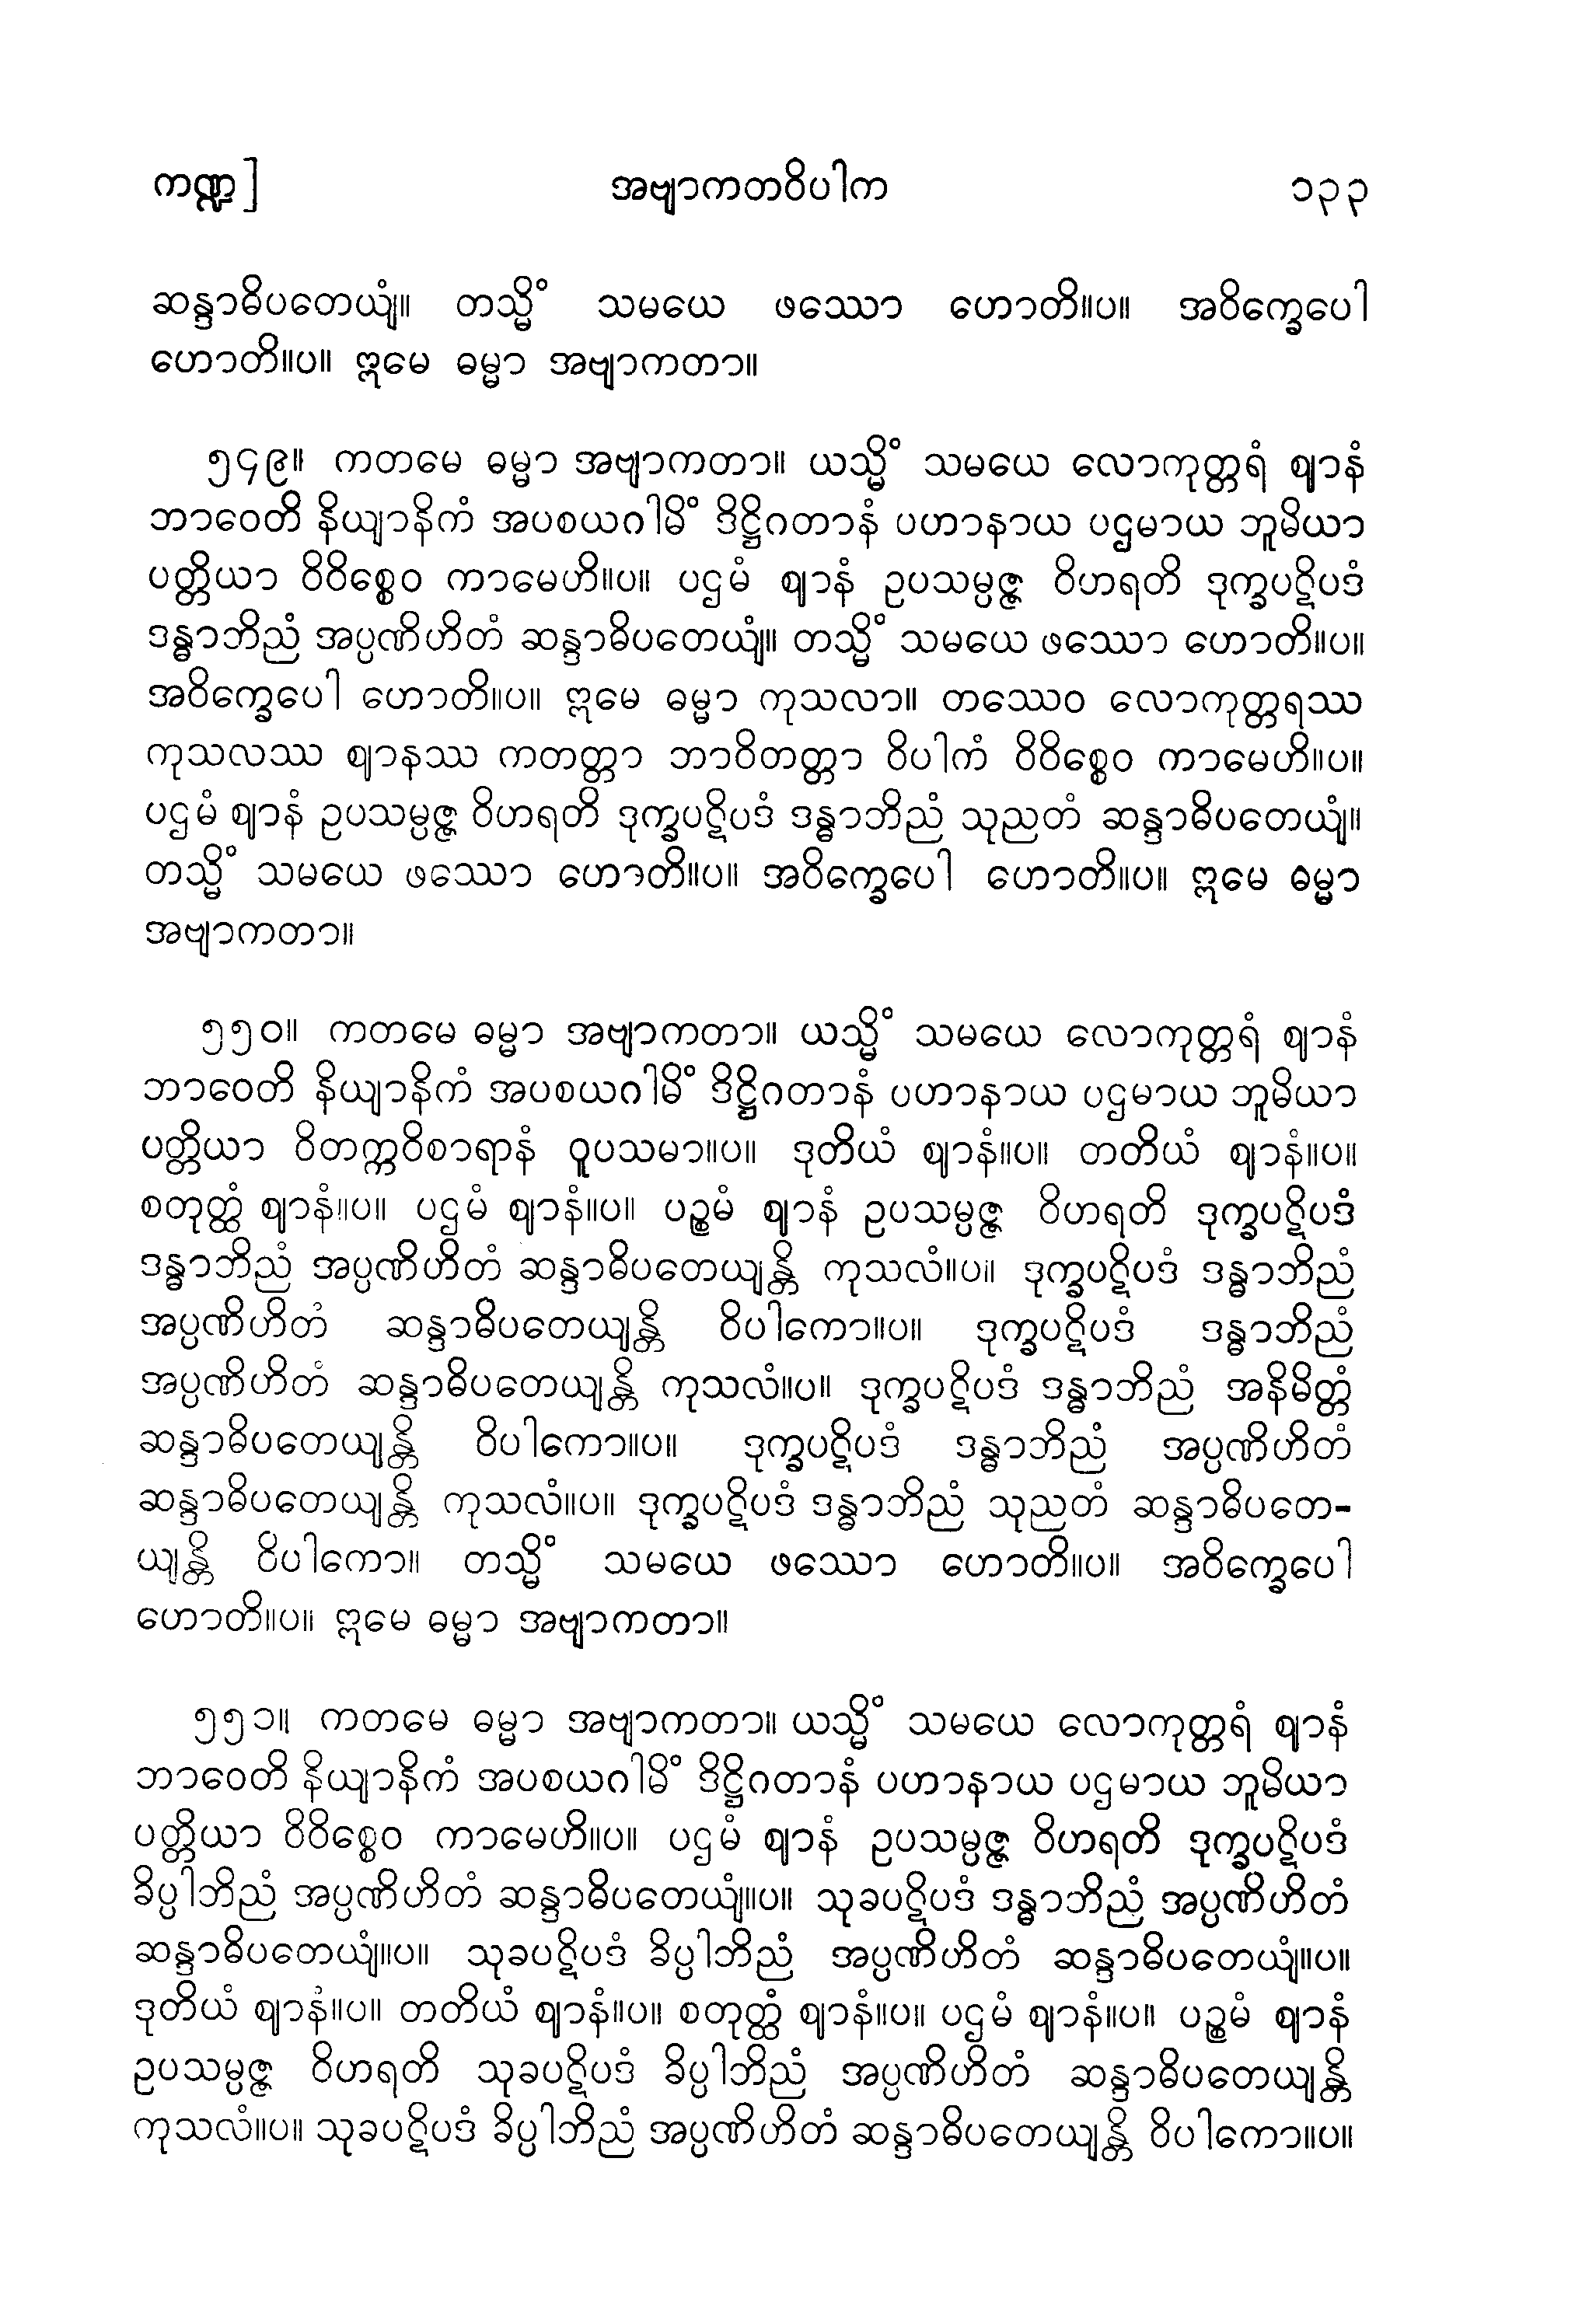 ကဏ္ဍ] အဗျာကတဝိပါက ၁၃၃
ဆန္ဒာဓိပတေယျံ။ တသ္မိံ သမယေ ဖဿော ဟောတိ။ပ။ အဝိက္ခေပေါ
ဟောတိ။ပ။ ဣမေ ဓမ္မာ အဗျာကတာ။
၅၄၉။ ကတမေ ဓမ္မာ အဗျာကတာ။ ယသ္မိံ သမယေ လောကုတ္တရံ ဈာနံ
ဘာဝေတိ နိယျာနိကံ အပစယဂါမိံ ဒိဋ္ဌိဂတာနံ ပဟာနာယ ပဌမာယ ဘူမိယာ
ပတ္တိယာ ဝိဝိစ္စေဝ ကာမေဟိ။ပ။ ပဌမံ ဈာနံ ဥပသမ္ပဇ္ဇ ဝိဟရတိ ဒုက္ခပဋိပဒံ
ဒန္ဓာဘိညံ အပ္ပဏိဟိတံ ဆန္ဒာဓိပတေယျံ။ တသ္မိံ သမယေ ဖဿော ဟောတိ။ပ။
အဝိက္ခေပေါ ဟောတိ။ပ။ ဣမေ ဓမ္မာ ကုသလာ။ တဿေဝ လောကုတ္တရဿ
ကုသလဿ ဈာနဿ ကတတ္တာ ဘာဝိတတ္တာ ဝိပါကံ ဝိဝိစ္စေဝ ကာမေဟိ။ပ။
ပဌမံ ဈာနံ ဥပသမ္ပဇ္ဇ ဝိဟရတိ ဒုက္ခပဋိပဒံ ဒန္ဓာဘိညံ သုညတံ ဆန္ဒာဓိပတေယျံ။
တသ္မိံ သမယေ ဖဿော ဟောတိ။ပ။ အဝိက္ခေပေါ ဟောတိ။ပ။ ဣမေ ဓမ္မာ
အဗျာကတာ။
၅၅၀။ ကတမေ ဓမ္မာ အဗျာကတာ။ ယသ္မိံ သမယေ လောကုတ္တရံ ဈာနံ
ဘာဝေတိ နိယျာနိကံ အပစယဂါမိံ ဒိဋ္ဌိဂတာနံ ပဟာနာယ ပဌမာယ ဘူမိယာ
ပတ္တိယာ ဝိတက္ကဝိစာရာနံ ဝူပသမာ။ပ။ ဒုတိယံ ဈာနံ။ပ။ တတိယံ ဈာနံ။ပ။
စတုတ္ထံ ဈာနံ။ပ။ ပဌမံ ဈာနံ။ပ။ ပဉ္စမံ ဈာနံ ဥပသမ္ပဇ္ဇ ဝိဟရတိ ဒုက္ခပဋိပဒံ
ဒန္ဓာဘိညံ အပ္ပဏိဟိတံ ဆန္ဒာဓိပတေယျန္တိ ကုသလံ။ပ။ ဒုက္ခပဋိပဒံ ဒန္ဓာဘိညံ
အပ္ပဏိဟိတံ ဆန္ဒာဓိပတေယျန္တိ ဝိပါကော။ပ။ ဒုက္ခပဋိပဒံ ဒန္ဓာဘိညံ
အပ္ပဏိဟိတံ ဆန္ဒာဓိပတေယျန္တိ ကုသလံ။ပ။ ဒုက္ခပဋိပဒံ ဒန္ဓာဘိညံ အနိမိတ္တံ
ဆန္ဒာဓိပတေယျန္တိ ဝိပါကော။ပ။ ဒုက္ခပဋိပဒံ ဒန္ဓာဘိညံ အပ္ပဏိဟိတံ
ဆန္ဒာဓိပတေယျန္တိ ကုသလံ။ပ။ ဒုက္ခပဋိပဒံ ဒန္ဓာဘိညံ သုညတံ ဆန္ဒာဓိပတေ-
ယျန္တိ ဝိပါကော။ တသ္မိံ သမယေ ဖဿော ဟောတိ။ပ။ အဝိက္ခေပေါ
ဟောတိ။ပ။ ဣမေ ဓမ္မာ အဗျာကတာ။
၅၅၁။ ကတမေ ဓမ္မာ အဗျာကတာ။ ယသ္မိံ သမယေ လောကုတ္တရံ ဈာနံ
ဘာဝေတိ နိယျာနိကံ အပစယဂါမိံ ဒိဋ္ဌိဂတာနံ ပဟာနာယ ပဌမာယ ဘူမိယာ
ပတ္တိယာ ဝိဝိစ္စေဝ ကာမေဟိ။ပ။ ပဌမံ ဈာနံ ဥပသမ္ပဇ္ဇ ဝိဟရတိ ဒုက္ခပဋိပဒံ
ခိပ္ပါဘိညံ အပ္ပဏိဟိတံ ဆန္ဒာဓိပတေယျံ။ပ။ သုခပဋိပဒံ ဒန္ဓာဘိညံ အပ္ပဏိဟိတံ
ဆန္ဒာဓိပတေယျံ။ပ။ သုခပဋိပဒံ ခိပ္ပါဘိညံ အပ္ပဏိဟိတံ ဆန္ဒာဓိပတေယျံ။ပ။
ဒုတိယံ ဈာနံ။ပ။ တတိယံ ဈာနံ။ပ။ စတုတ္ထံ ဈာနံ။ပ။ ပဌမံ ဈာနံ။ပ။ ပဉ္စမံ ဈာနံ
ဥပသမ္ပဇ္ဇ ဝိဟရတိ သုခပဋိပဒံ ခိပ္ပါဘိညံ အပ္ပဏိဟိတံ ဆန္ဒာဓိပတေယျန္တိ
ကုသလံ။ပ။ သုခပဋိပဒံ ခိပ္ပါဘိညံ အပ္ပဏိဟိတံ ဆန္ဒာဓိပတေယျန္တိ ဝိပါကော။ပ။